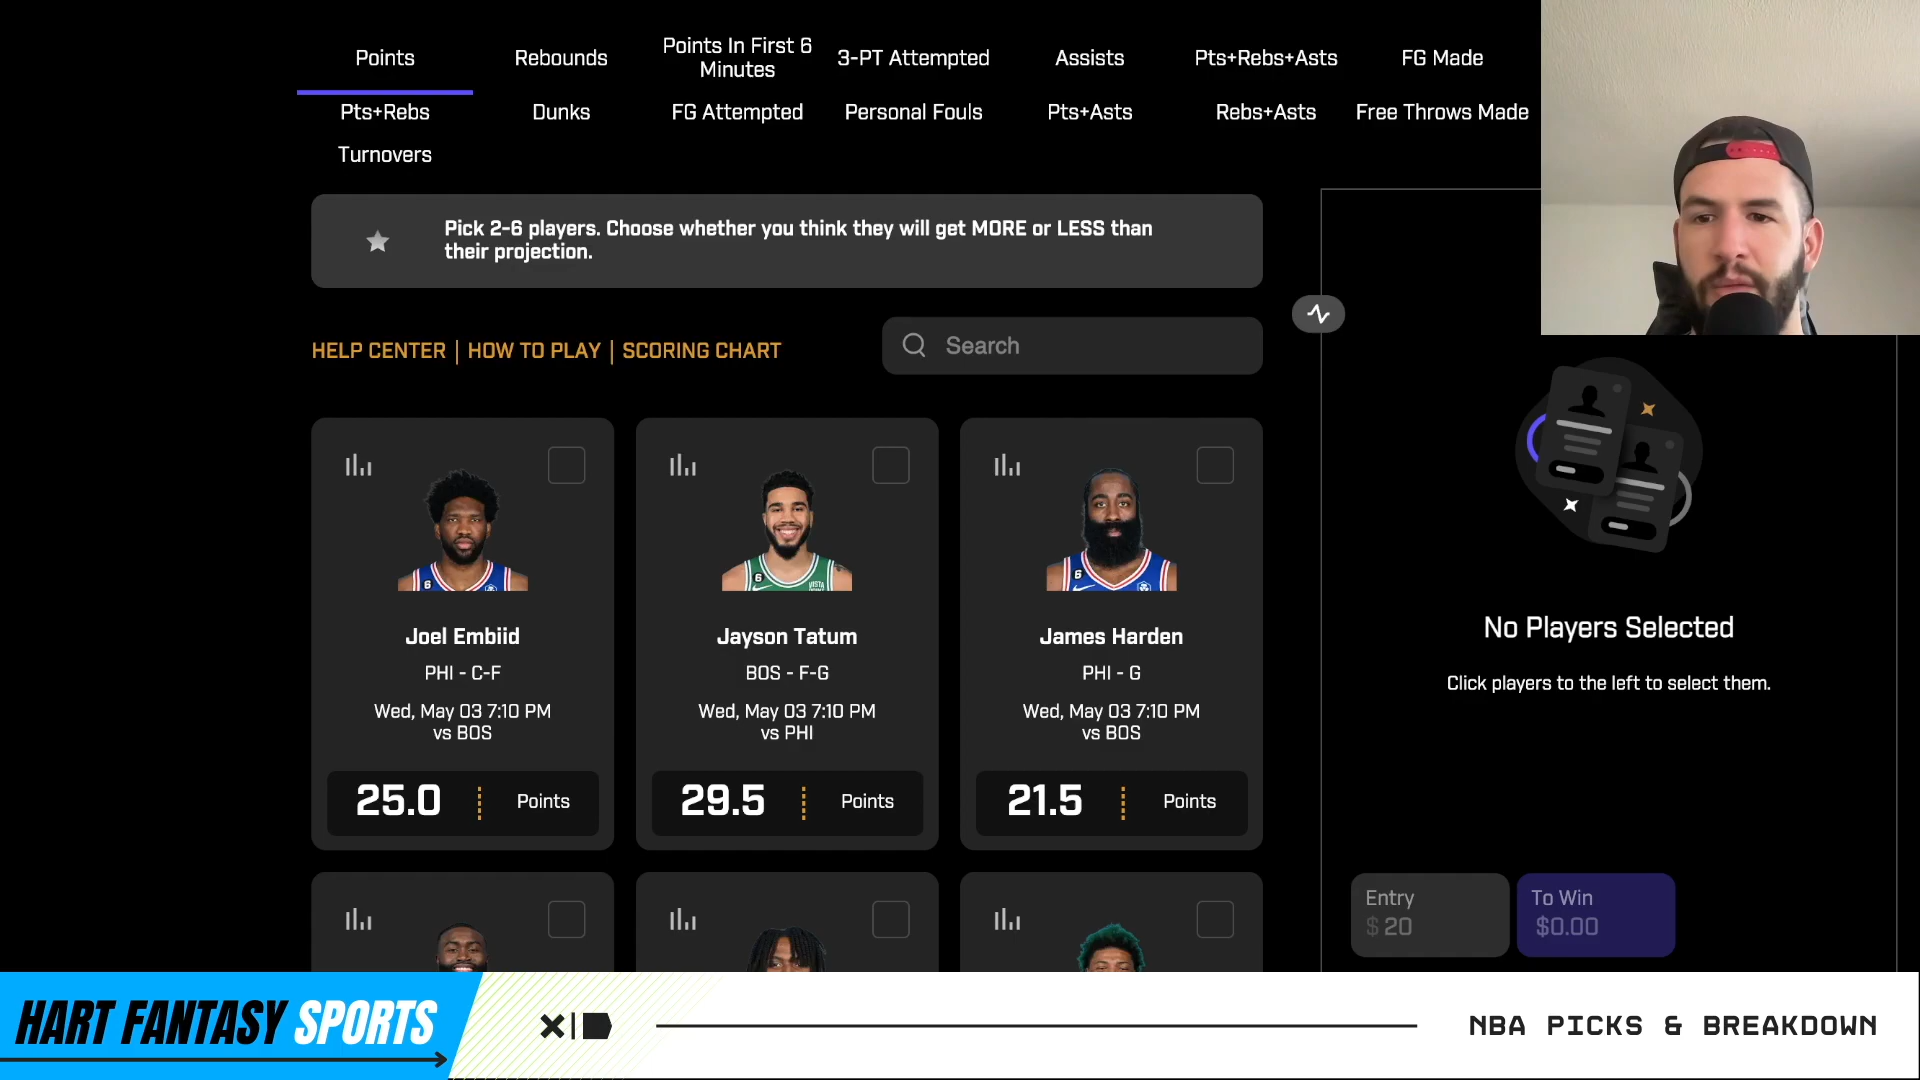 Points
Rebounds
Points In First 6
Minutes
3-PT Attempted
Assists
Pts+Rebs+Asts
FG Made
Pts+Rebs
Dunks
FG Attempted
Personal Fouls
Pts+Asts
Rebs+Asts
Free Throws Made
Turnovers
Pick 2-6 players. Choose whether you think they will get MORE or LESS than
their projection.
HELP CENTER | HOW TO PLAY | SCORING CHART
Search
Joel Embiid
PHI - C-F
Wed, May 03 7:10 PM
vs BOS
25.0
Points
Jayson Tatum
BOS - F-G
Wed, May 03 7:10 PM
vs PHI
29.5
Points
James Harden
PHI - G
Wed, May 03 7:10 PM
vs BOS
21.5
Points
No Players Selected
Click players to the left to select them.
Entry
$ 20
To Win
$0.00
HART FANTASY SPORTS
NBA PICKS & BREAKDOWN